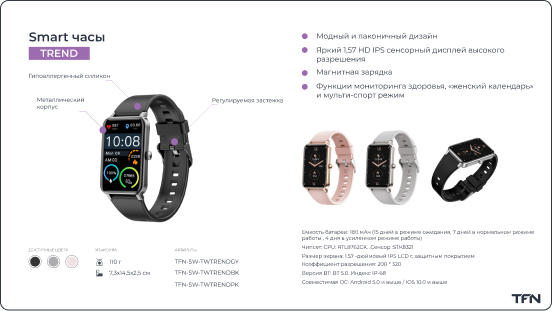 Smart часы
TREND
Гипоаллергенный силикон
Металлический
корпус
Регулируемая застежка
10:08
Модный и лаконичный дизайн
Яркий 1,57 HD IPS сенсорный дисплей высокого
разрешения
Магнитная зарядка
Функции мониторинга здоровья, «женский календарь»
и мульти-спорт режим
ДОСТУПНЫЕ ЦВЕТА
УПАКОВКА
110 г
7,3х14,5х2,5 см
АРТИКУЛЫ
TFN-SW-TWTRENDGY
TFN-SW-TWTRENDBK
TFN-SW-TWTRENDPK
Емкость батареи: 180 мАч (15 дней в режиме ожидания, 7 дней в нормальном режиме
работы, 4 дня в усиленном режиме работы)
Чипсет: CPU: RTL8762CK, Сенсор: STK8321
Размер экрана: 1.57 -дюймовый IPS LCD с защитным покрытием
Коэффициент разрешения: 200 * 320
Версия BT: BT 5.0. Индекс IP-68
Совместимая ОС: Android 5.0 и выше / IOS 10.0 и выше
TFN